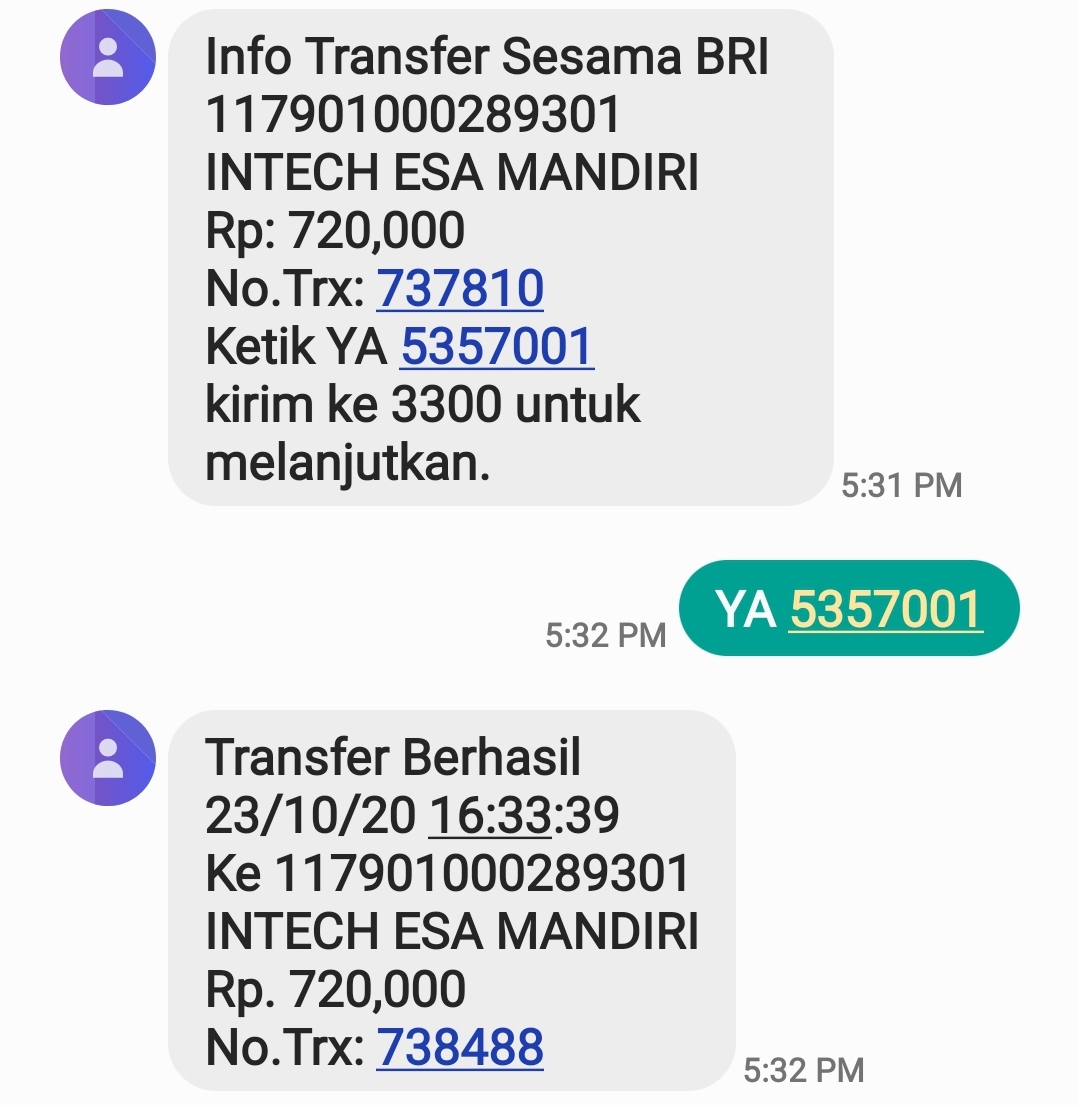 Info Transfer Sesama BRI
117901000289301
INTECH ESA MANDIRI
Rp: 720,000
No.Trx: 737810
Ketik YA 5357001
kirim ke 3300 untuk
melanjutkan.
5:31 PM
YA 5357001
5:32 PM
Transfer Berhasil
23/10/20 16:33:39
Ke 117901000289301
INTECH ESA MANDIRI
Rp. 720,000
No.Trx: 738488
5:32 PM